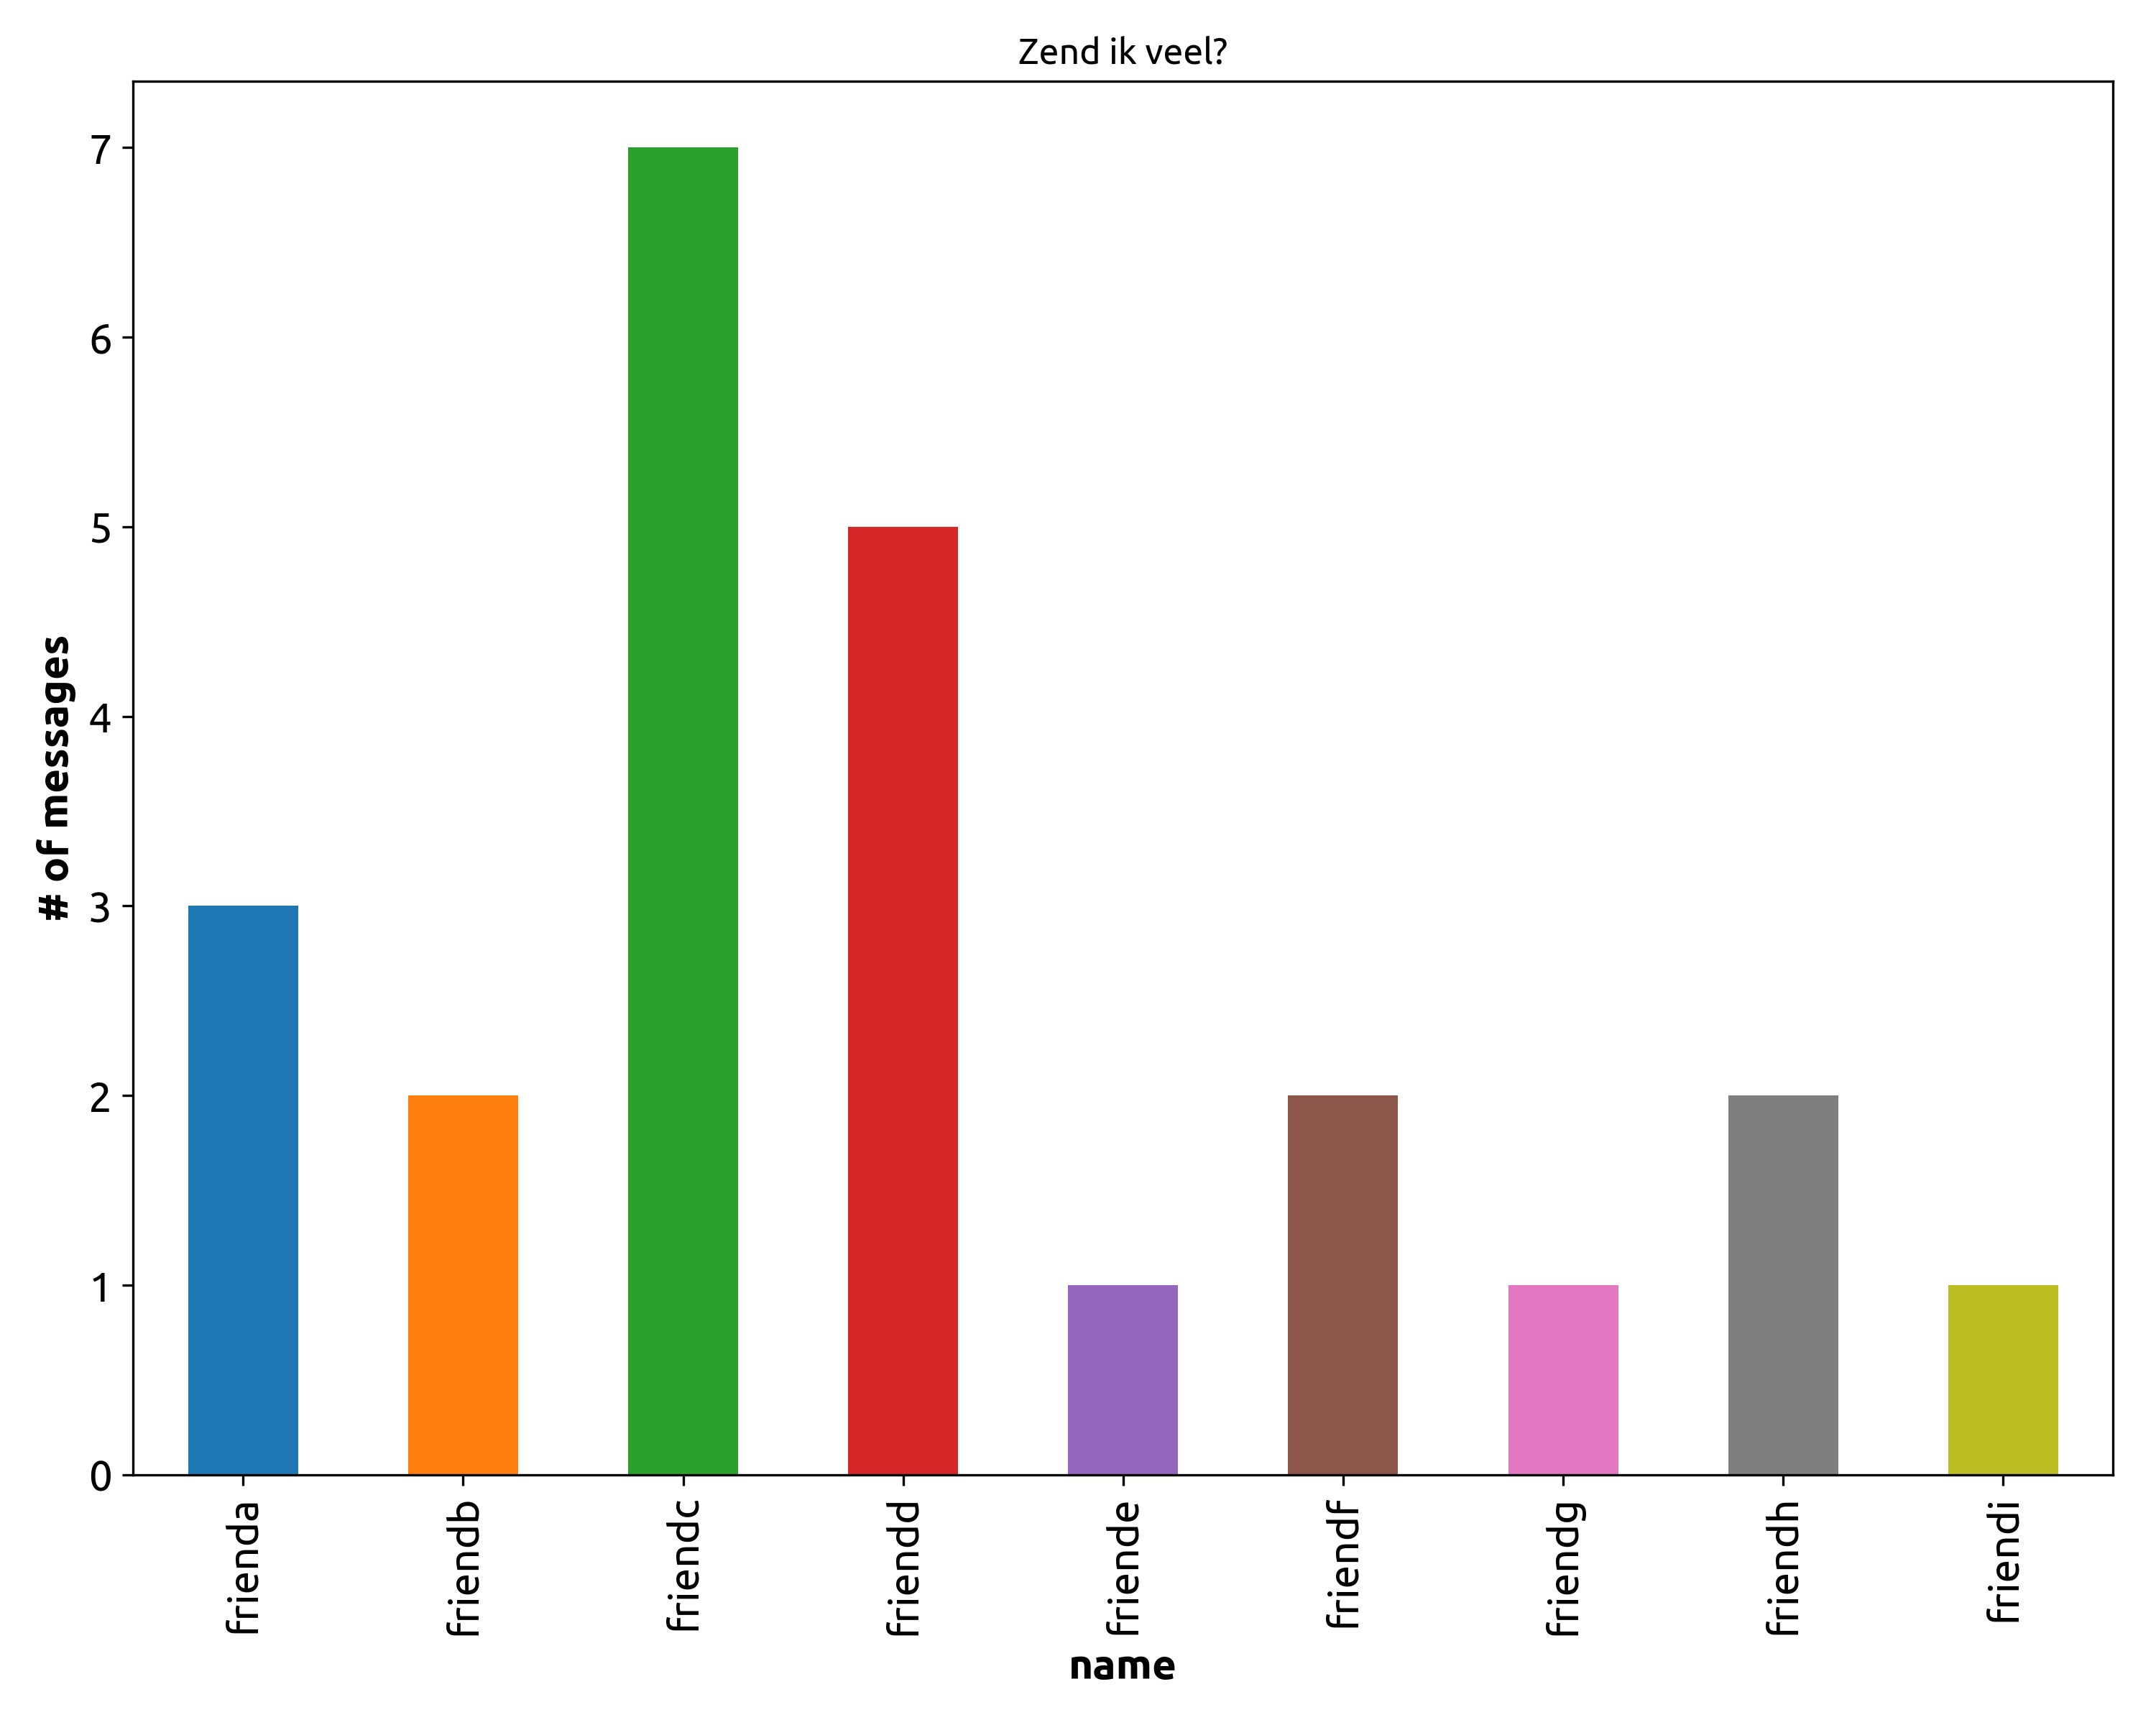 Zend ik veel?
# of messages
7
6
5
4
3
2
1
0
frienda
friendb
friendc
friendd
friende
friendf
friendg
friendh
friendi
name